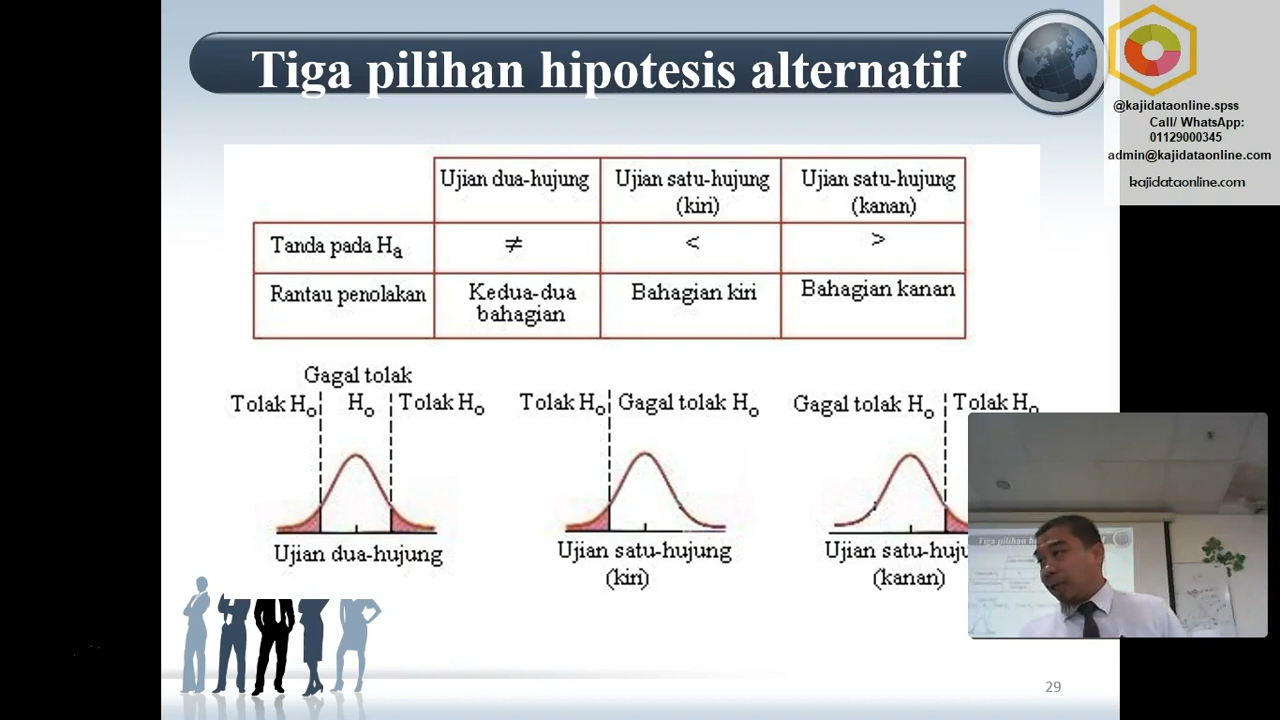 Tiga pilihan hipotesis alternatif
@kajidataonline.spss
Call/ WhatsApp:
01129000345
admin@kajidataonline.com
kajidataonline.com
Ujian dua-hujung
Ujian satu-hujung
(kiri)
Ujian satu-hujung
(kanan)
Tanda pada Ha
≠
<
>
Rantau penolakan
Kedua-dua
bahagian
Bahagian kiri
Bahagian kanan
Gagal tolak
Tolak Ho
Ho
Tolak Ho
Ujian dua-hujung
Tolak Ho
Gagal tolak Ho
Ujian satu-hujung
(kiri)
Gagal tolak Ho
Tolak Ho
Ujian satu-huju
(kanan)
29